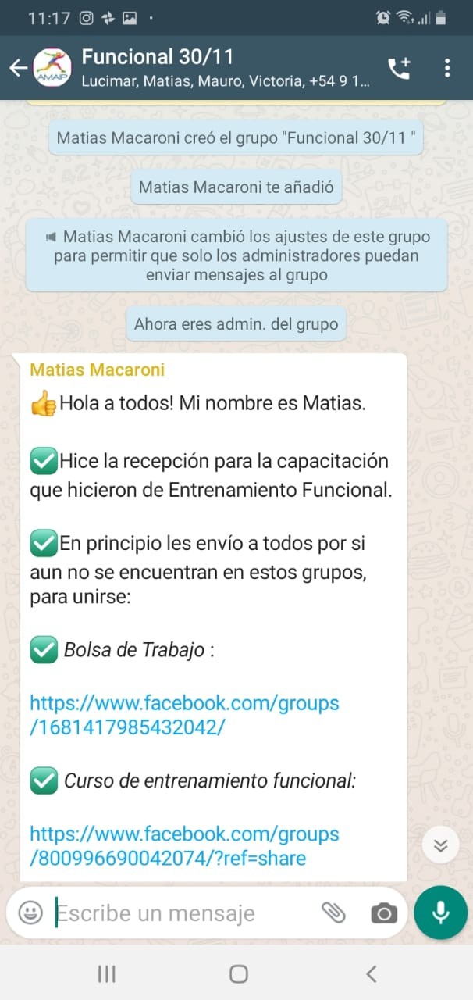 11:17
Funcional 30/11
AMAIP
Lucimar, Matias, Mauro, Victoria, +54 9 1...
Matias Macaroni creó el grupo "Funcional 30/11 "
Matias Macaroni te añadió
Matias Macaroni cambió los ajustes de este grupo
para permitir que solo los administradores puedan
enviar mensajes al grupo
Ahora eres admin. del grupo
Matias Macaroni
👍Hola a todos! Mi nombre es Matias.
✅Hice la recepción para la capacitación
que hicieron de Entrenamiento Funcional.
✅En principio les envío a todos por si
aun no se encuentran en estos grupos,
para unirse:
✅ Bolsa de Trabajo :
https://www.facebook.com/groups
/1681417985432042/
✅ Curso de entrenamiento funcional:
https://www.facebook.com/groups
/800996690042074/?ref=share
Escribe un mensaje